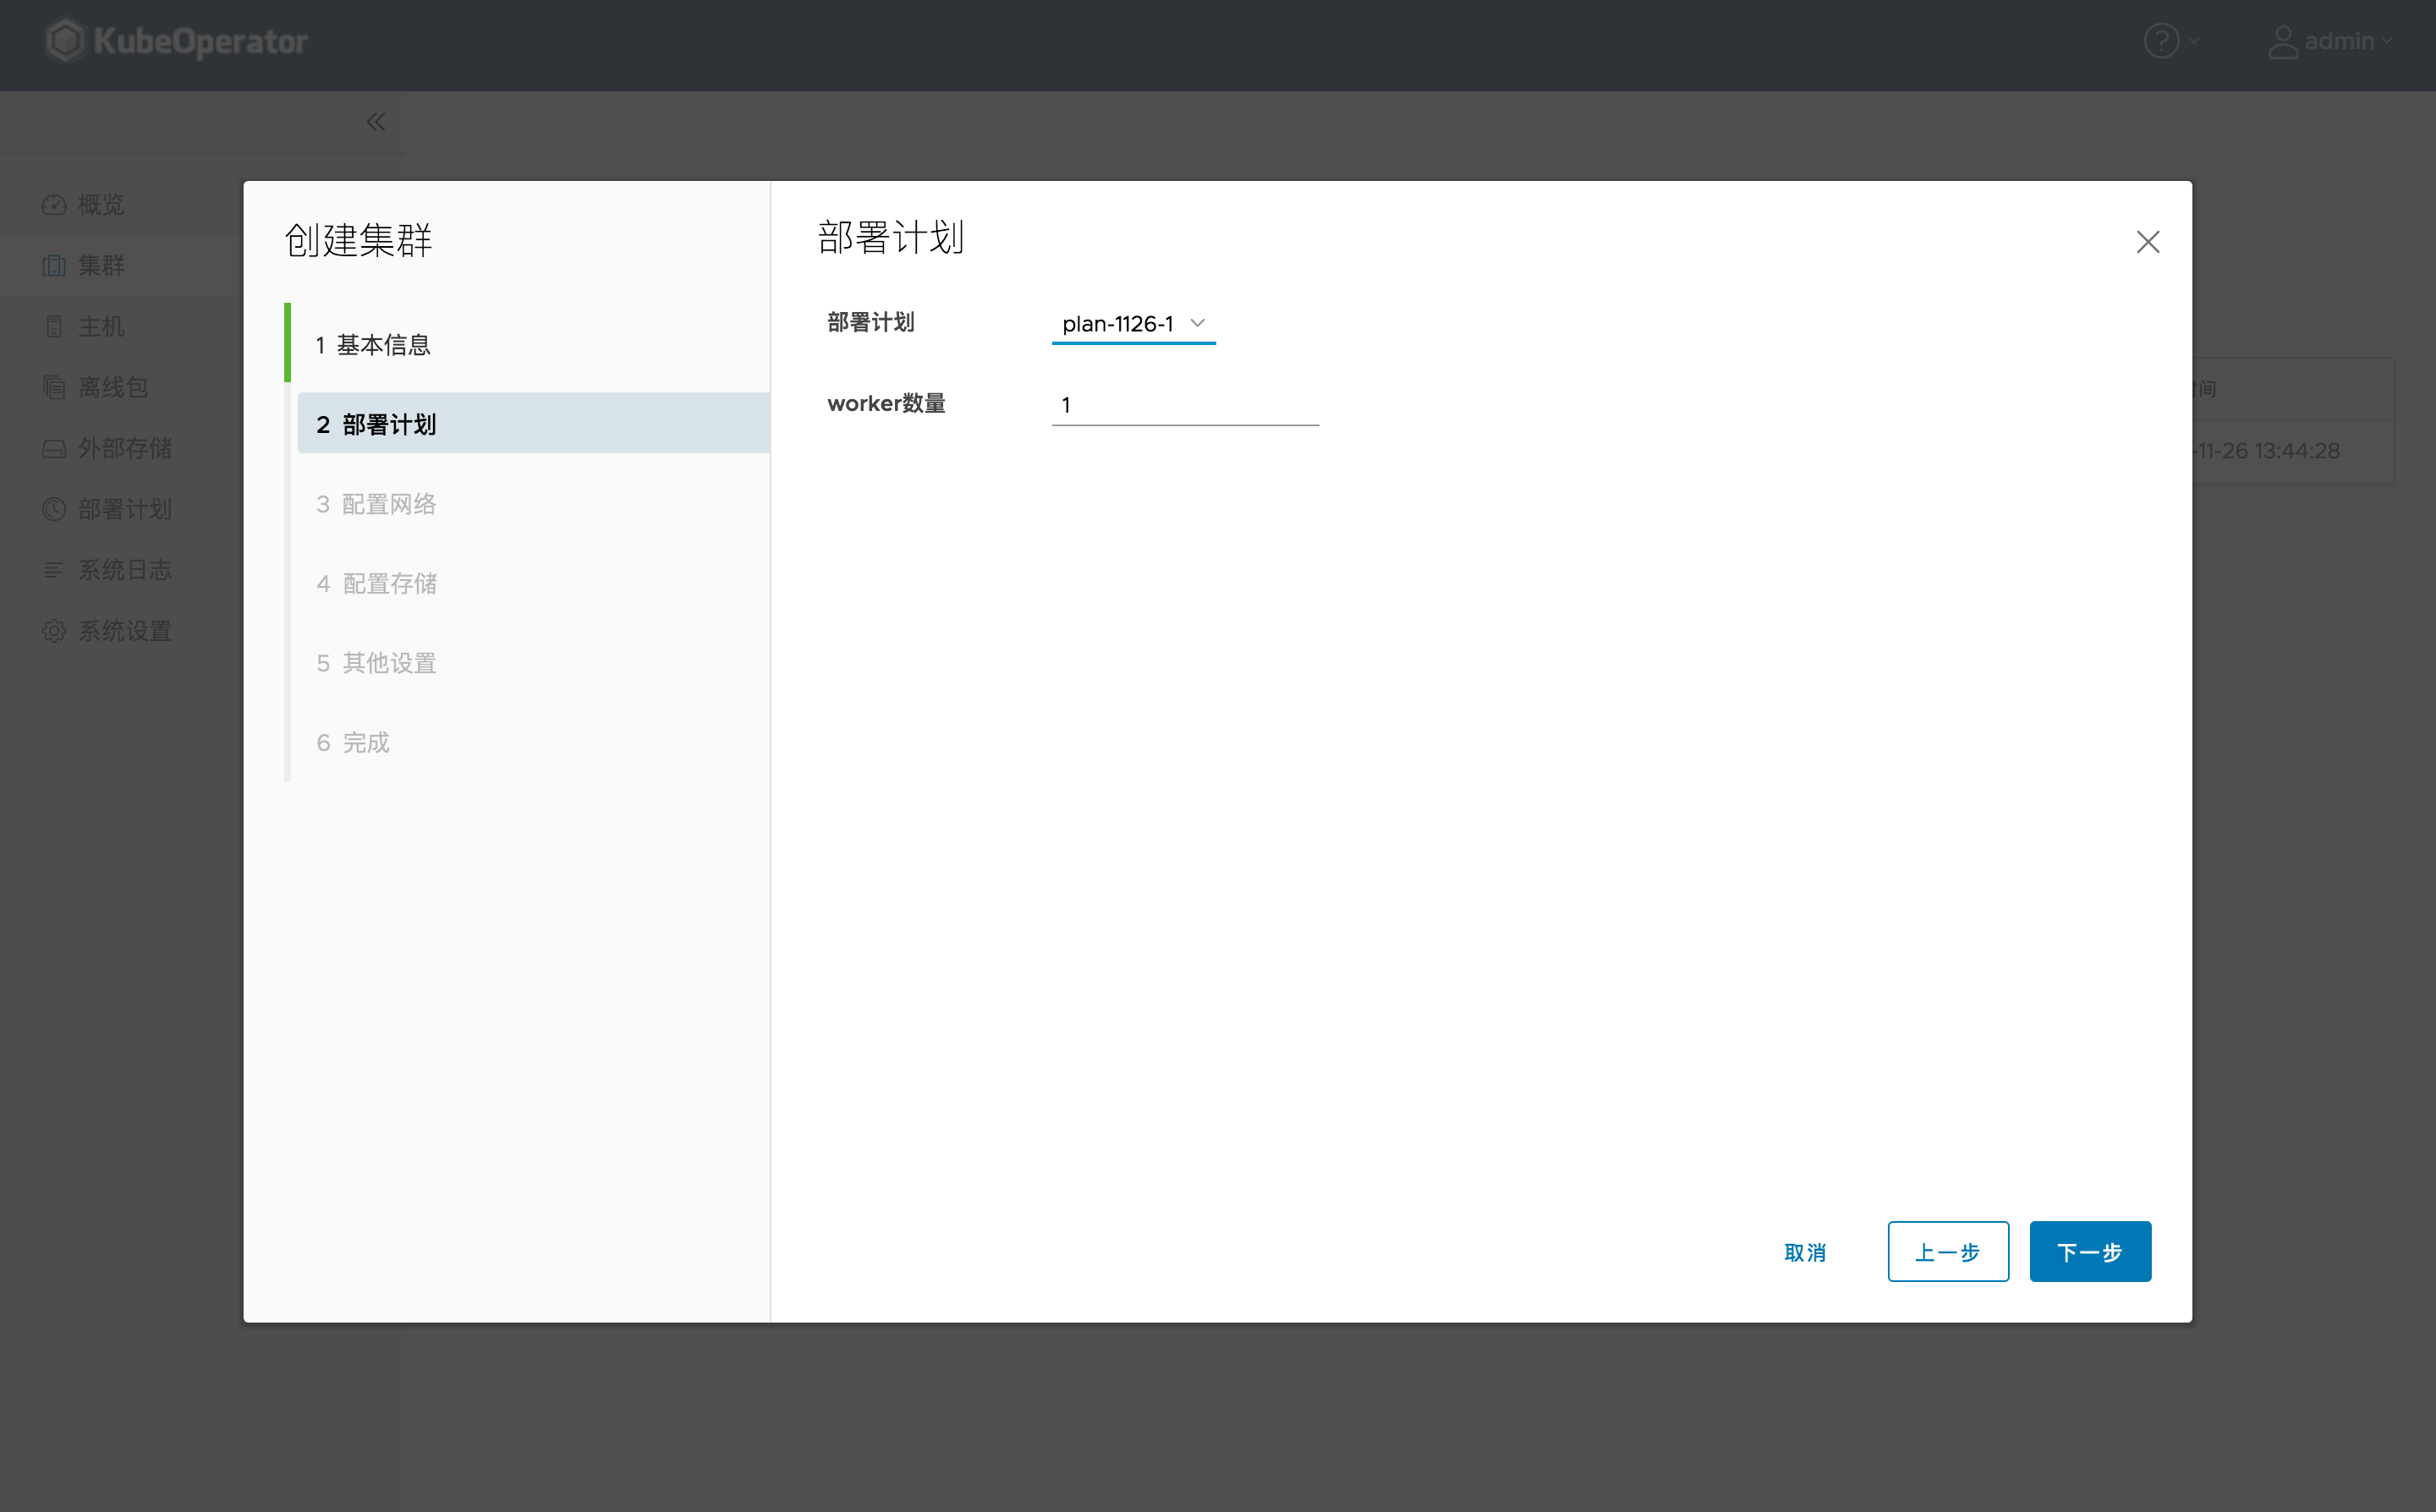 KubeOperator
admin
概览
集群
主机
离线包
外部存储
部署计划
系统日志
系统设置
创建集群
1 基本信息
2 部署计划
3 配置网络
4 配置存储
5 其他设置
6 完成
部署计划
部署计划 plan-1126-1
worker数量 1
间
-11-26 13:44:28
取消
上一步
下一步